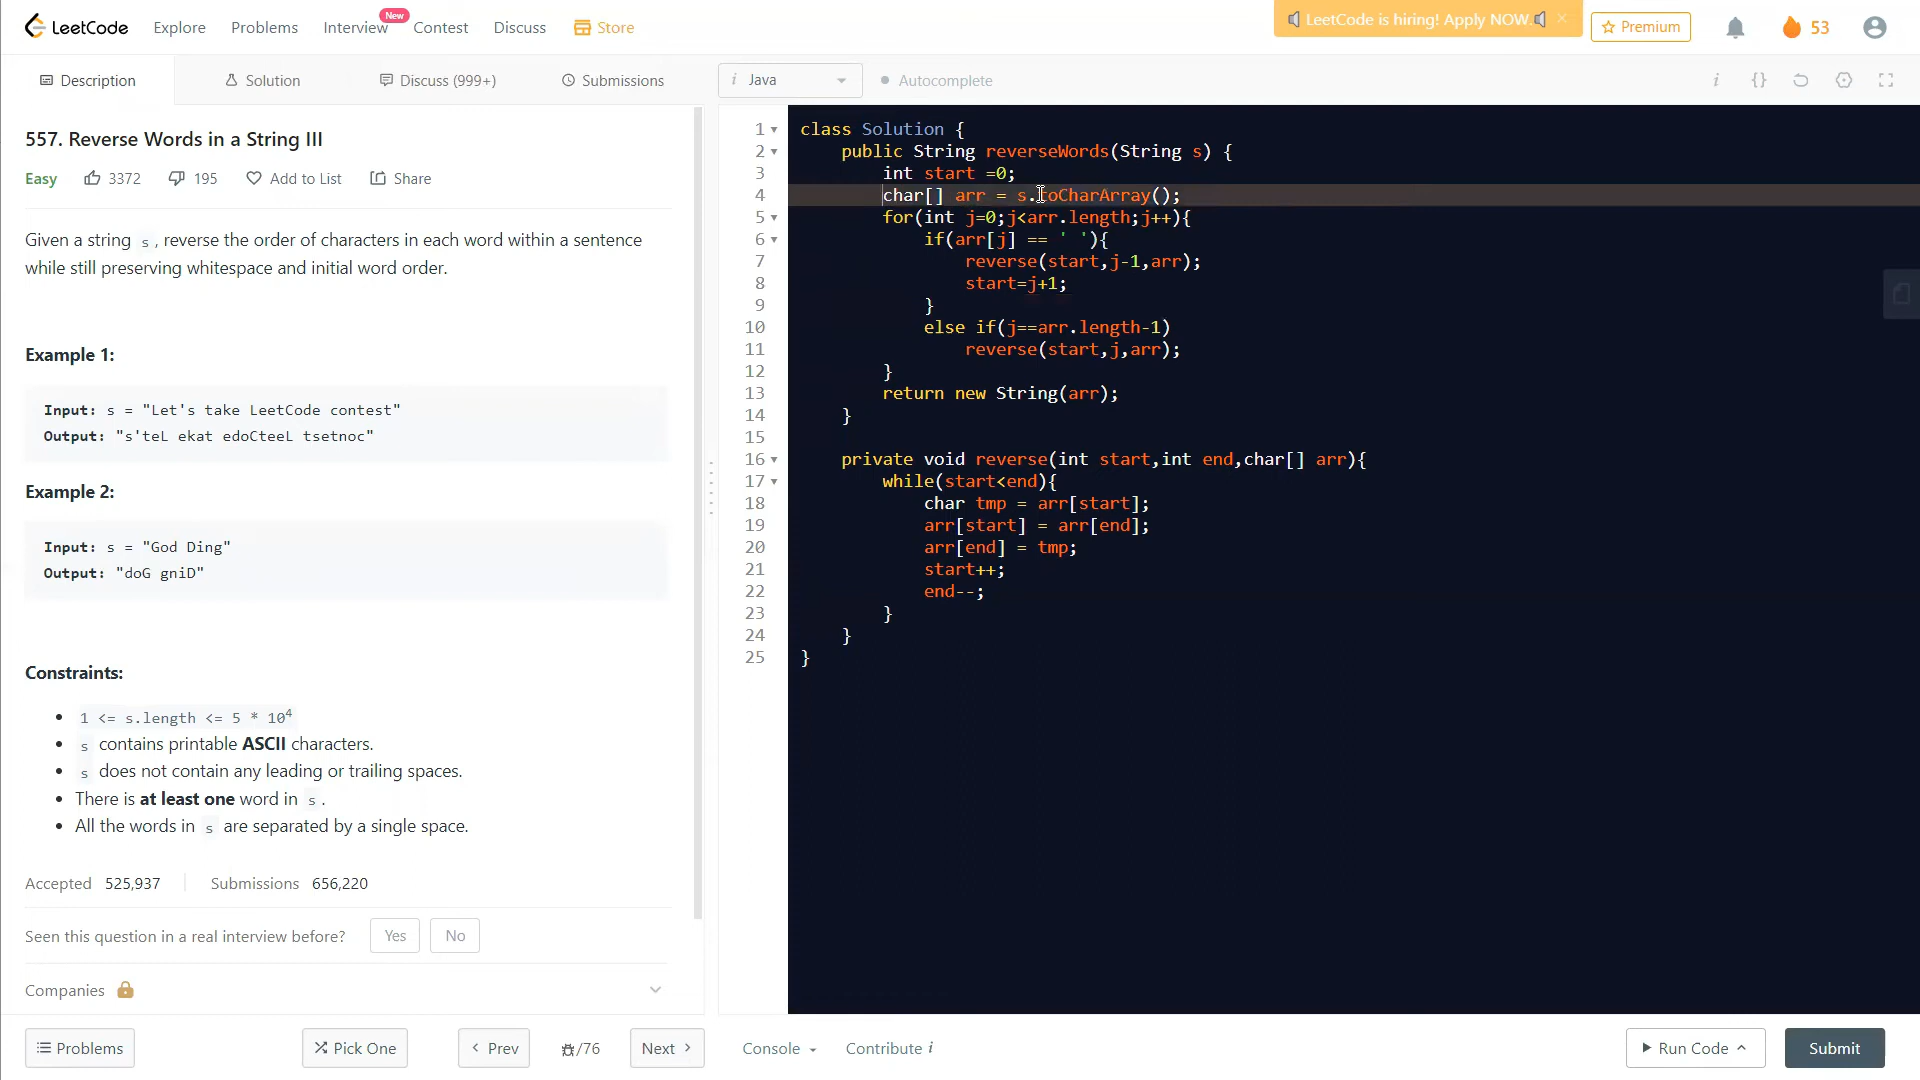 LeetCode Explore Problems Interview New Contest Discuss Store LeetCode is hiring! Apply NOW. × Premium 53
Description Solution Discuss (999+) Submissions
i Java Autocomplete i {}
557. Reverse Words in a String III
Easy 3372 195 Add to List Share
Given a string s , reverse the order of characters in each word within a sentence
while still preserving whitespace and initial word order.
Example 1:
Input: s = "Let's take LeetCode contest"
Output: "s'teL ekat edoCteeL tsetnoc"
Example 2:
Input: s = "God Ding"
Output: "doG gniD"
Constraints:
• 1 <= s.length <= 5 * 10⁴
• s contains printable ASCII characters.
• s does not contain any leading or trailing spaces.
• There is at least one word in s .
• All the words in s are separated by a single space.
Accepted 525,937 Submissions 656,220
Seen this question in a real interview before? Yes No
Companies
1 class Solution {
2 public String reverseWords(String s) {
3 int start =0;
4 char[] arr = s.toCharArray();
5 for(int j=0;j<arr.length;j++){
6 if(arr[j] == ' '){
7 reverse(start,j-1,arr);
8 start=j+1;
9 }
10 else if(j==arr.length-1)
11 reverse(start,j,arr);
12 }
13 return new String(arr);
14 }
15
16 private void reverse(int start,int end,char[] arr){
17 while(start<end){
18 char tmp = arr[start];
19 arr[start] = arr[end];
20 arr[end] = tmp;
21 start++;
22 end--;
23 }
24 }
25 }
Problems Pick One < Prev /76 Next > Console Contribute i Run Code Submit